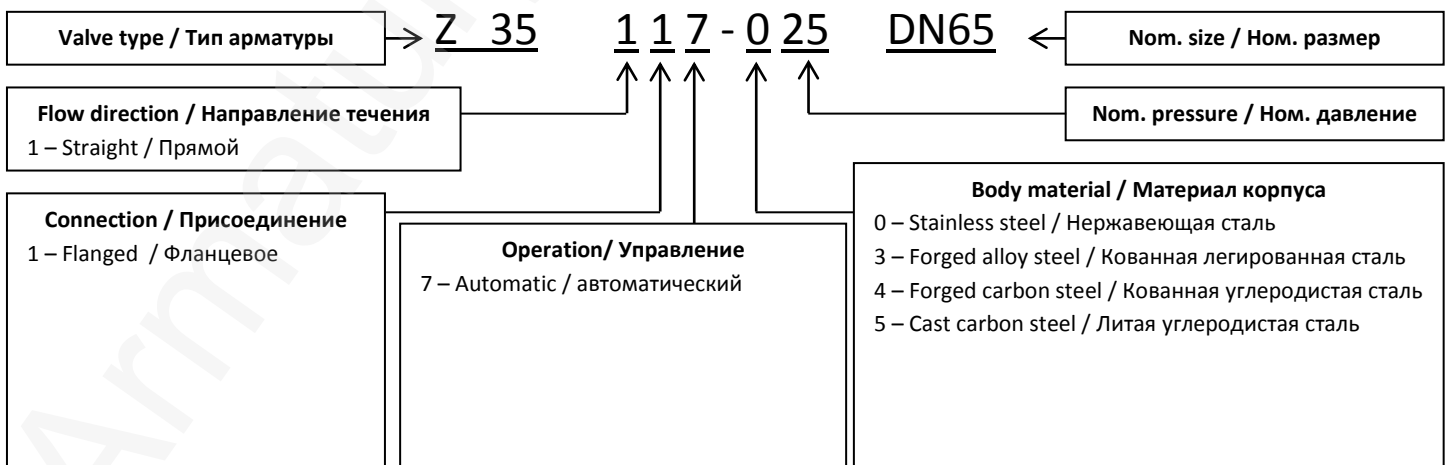 Valve type / Тип арматуры
Z 35 1 1 7 - 0 25 DN65
Nom. size / Ном. размер
Flow direction / Направление течения
1 – Straight / Прямой
Nom. pressure / Ном. давление
Connection / Присоединение
1 – Flanged / Фланцевое
Operation/ Управление
7 – Automatic / автоматический
Body material / Материал корпуса
0 – Stainless steel / Нержавеющая сталь
3 – Forged alloy steel / Кованная легированная сталь
4 – Forged carbon steel / Кованная углеродистая сталь
5 – Cast carbon steel / Литая углеродистая сталь